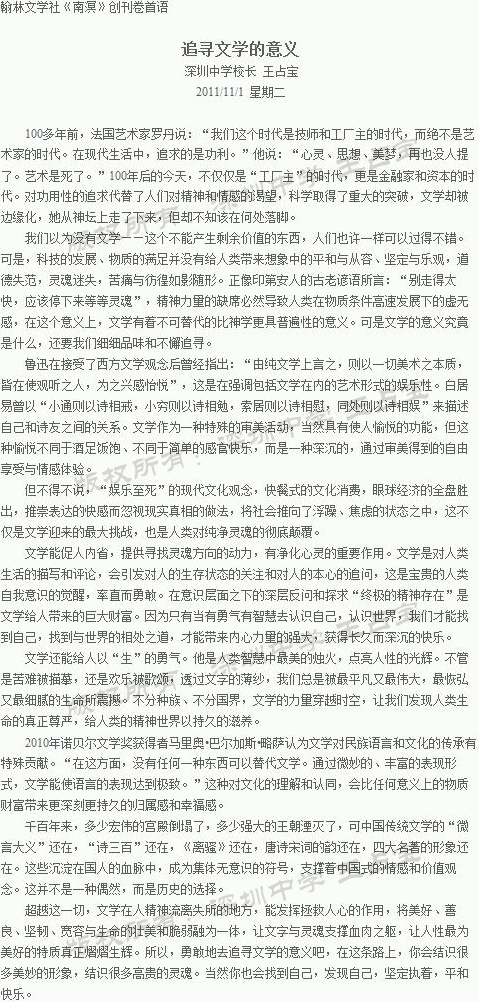 翰林文学社《南溟》创刊卷首语
追寻文学的意义
深圳中学校长 王占宝
2011/11/1 星期二
100多年前，法国艺术家罗丹说：“我们这个时代是技师和工厂主的时代，而绝不是艺
术家的时代。在现代生活中，追求的是功利。”他说：“心灵、思想、美梦，再也没人提
了。艺术是死了。”100年后的今天，不仅仅是“工厂主”的时代，更是金融家和资本的时
代。对功用性的追求代替了人们对精神和情感的渴望，科学取得了重大的突破，文学却被
边缘化，她从神坛上走了下来，但却不知该在何处落脚。
我们以为没有文学——这个不能产生剩余价值的东西，人们也许一样可以过得不错。
可是，科技的发展、物质的满足并没有给人类带来想象中的平和与从容、坚定与乐观，道
德失范，灵魂迷失，苦痛与彷徨如影随形。正像印第安人的古老谚语所言：“别走得太
快，应该停下来等等灵魂”，精神力量的缺席必然导致人类在物质条件高速发展下的虚无
感，在这个意义上，文学有着不可替代的比神学更具普遍性的意义。可是文学的意义究竟
是什么，还要我们细细品味和不懈追寻。
鲁迅在接受了西方文学观念后曾经指出：“由纯文学上言之，则以一切美术之本质，
皆在使观听之人，为之兴感怡悦”，这是在强调包括文学在内的艺术形式的娱乐性。白居
易曾以“小通则以诗相戒，小穷则以诗相勉，索居则以诗相慰，同处则以诗相娱”来描述
自己和诗友之间的关系。文学作为一种特殊的审美活动，当然具有使人愉悦的功能，但这
种愉悦不同于酒足饭饱、不同于简单的感官快乐，而是一种深沉的，通过审美得到的自由
享受与情感体验。
但不得不说，“娱乐至死”的现代文化观念，快餐式的文化消费，眼球经济的全盘胜
出，推崇表达的快感而忽视现实真相的做法，将社会推向了浮躁、焦虑的状态之中，这不
仅是文学迎来的最大挑战，也是人类对纯净灵魂的彻底颠覆。
文学能促人内省，提供寻找灵魂方向的动力，有净化心灵的重要作用。文学是对人类
生活的描写和评论，会引发对人的生存状态的关注和对人的本心的追问，这是宝贵的人类
自我意识的觉醒，率直而勇敢。在意识层面之下的深层反问和探求“终极的精神存在”是
文学给人带来的巨大财富。因为只有当有勇气有智慧去认识自己，认识世界，我们才能找
到自己，找到与世界的相处之道，才能带来内心力量的强大，获得长久而深沉的快乐。
文学还能给人以“生”的勇气。他是人类智慧中最美的烛火，点亮人性的光辉。不管
是苦难被描摹，还是欢乐被歌颂，透过文学的薄纱，我们总是被最平凡又最伟大，最恢弘
又最细腻的生命所震撼。不分种族、不分国界，文学的力量穿越时空，让我们发现人类生
命的真正尊严，给人类的精神世界以持久的滋养。
2010年诺贝尔文学奖获得者马里奥·巴尔加斯·略萨认为文学对民族语言和文化的传承有
特殊贡献。“在这方面，没有任何一种东西可以替代文学。通过微妙的、丰富的表现形
式，文学能使语言的表现达到极致。”这种对文化的理解和认同，会比任何意义上的物质
财富带来更深刻更持久的归属感和幸福感。
千百年来，多少宏伟的宫殿倒塌了，多少强大的王朝湮灭了，可中国传统文学的“微
言大义”还在，“诗三百”还在，《离骚》还在，唐诗宋词的韵还在，四大名著的形象还
在。这些沉淀在国人的血脉中，成为集体无意识的符号，支撑着中国式的情感和价值观
念。这并不是一种偶然，而是历史的选择。
超越这一切，文学在人精神流离失所的地方，能发挥拯救人心的作用，将美好、善
良、坚韧、宽容与生命的壮美和脆弱融为一体，让文字与灵魂支撑血肉之躯，让人性最为
美好的特质真正熠熠生辉。所以，勇敢地去追寻文学的意义吧，在这条路上，你会结识很
多美妙的形象，结识很多高贵的灵魂。当然你也会找到自己，发现自己，坚定执着，平和
快乐。
版权所有：深圳中学 王占宝
版权所有：深圳中学 王占宝
版权所有：深圳中学 王占宝
版权所有：深圳中学 王占宝